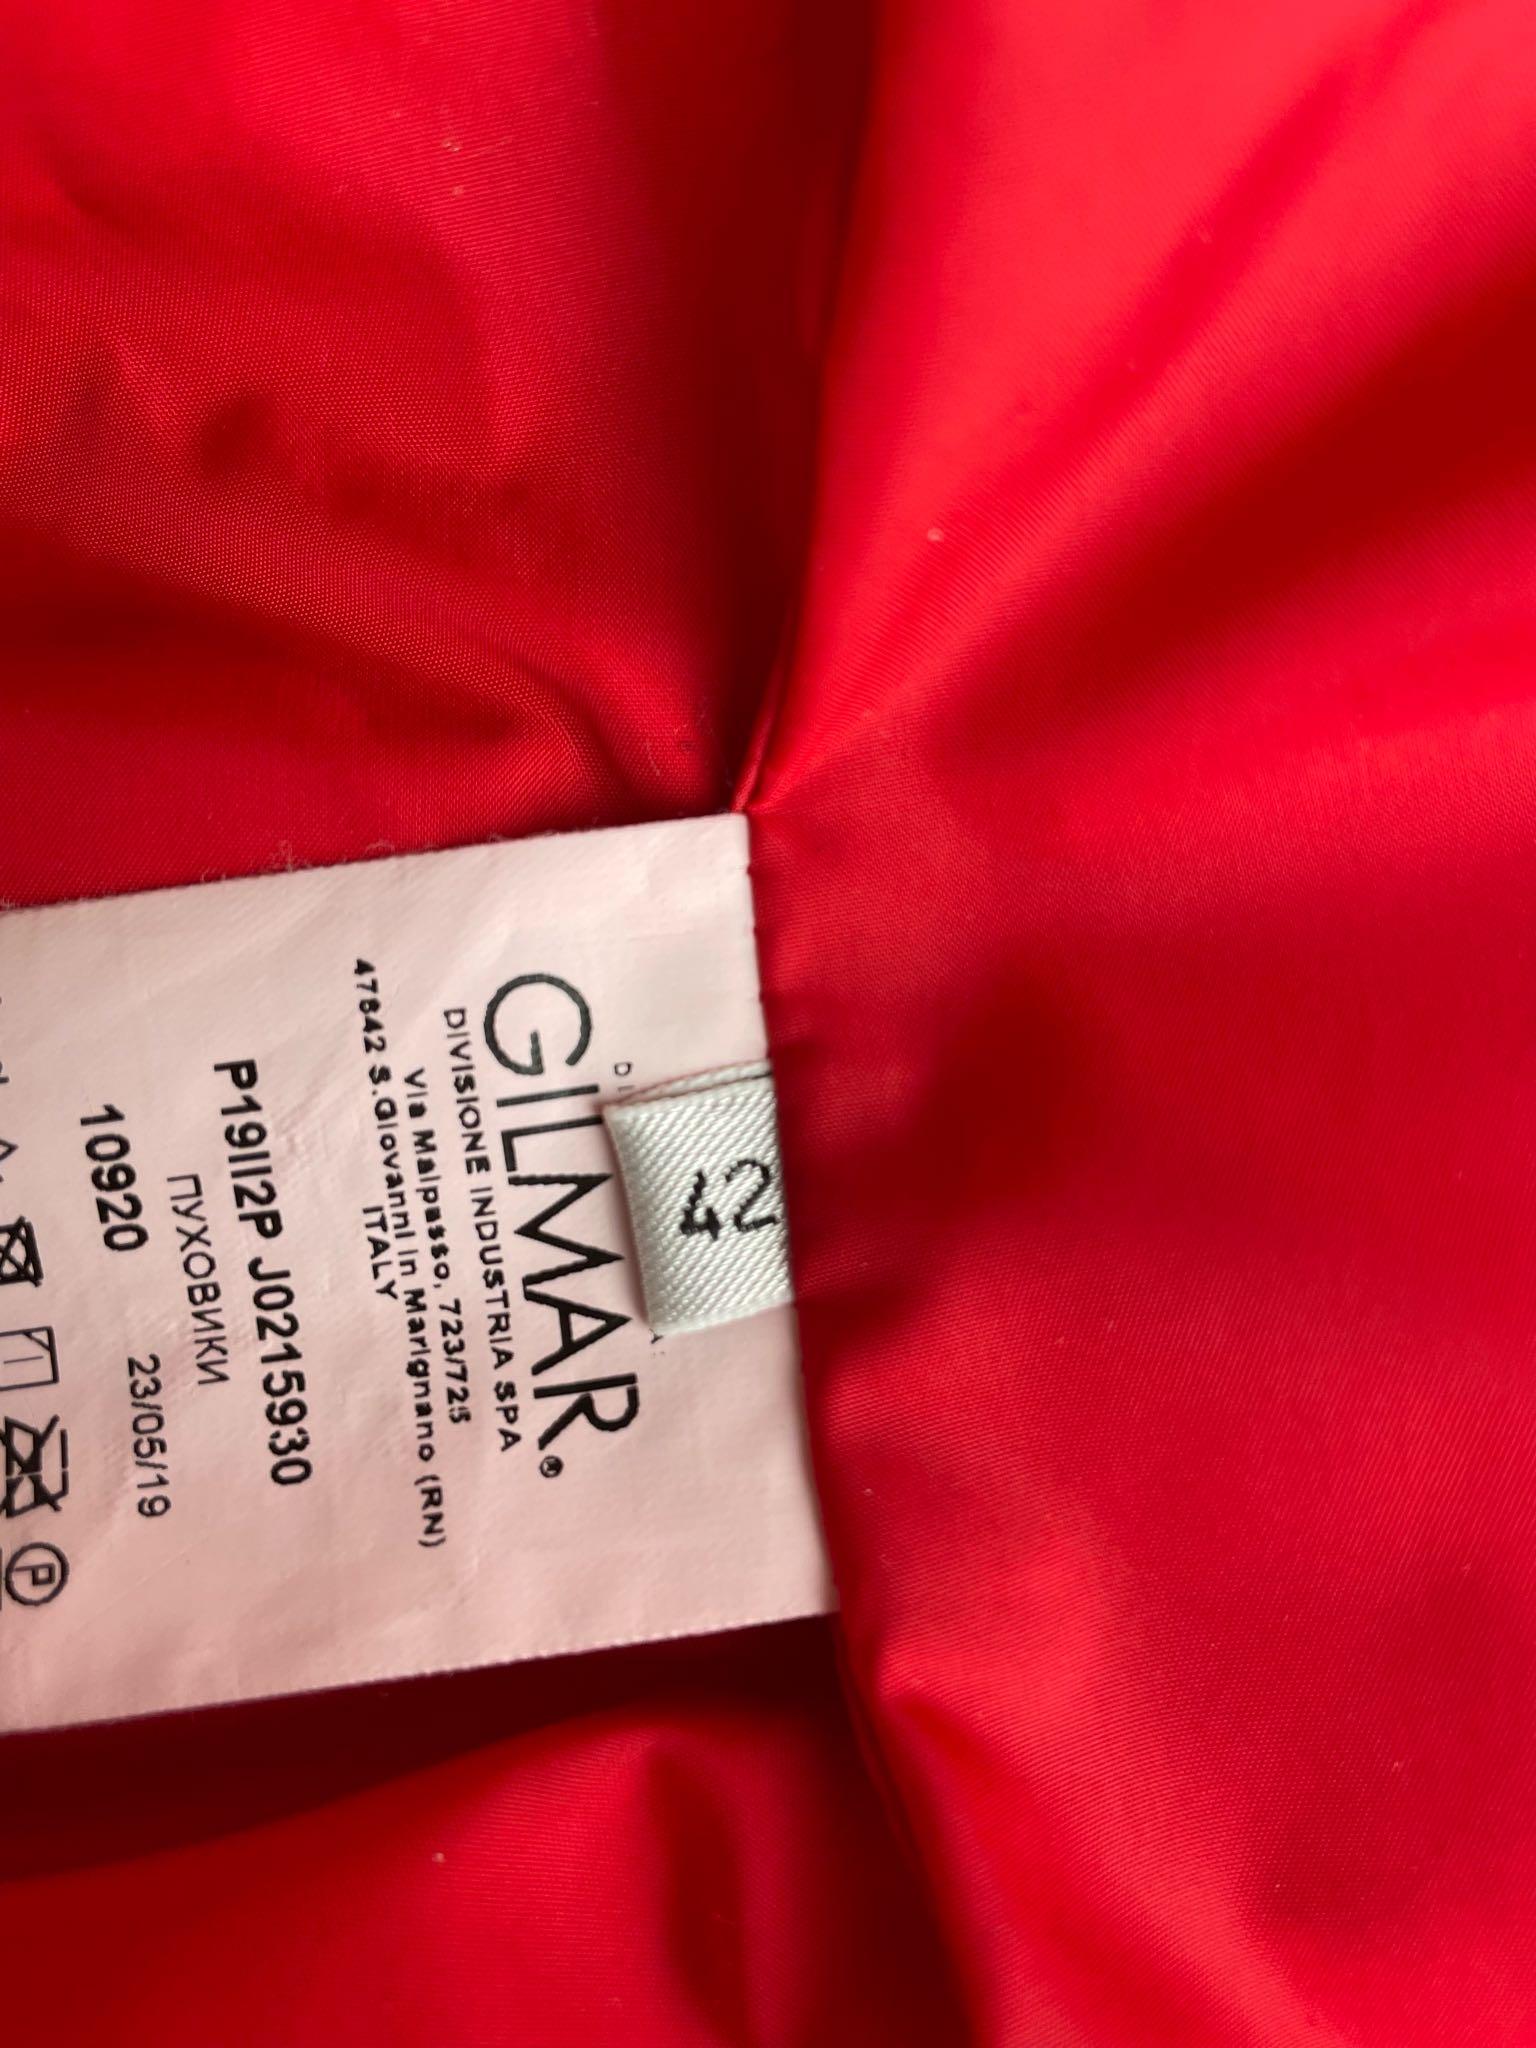 42
GILMAR®
DIVISIONE INDUSTRIA SPA
Via Malpasso, 723/725
47842 S.Giovanni in Marignano (RN)
ITALY
P19II2P J0215930
ПУХОВИКИ
10920 23/05/19
P